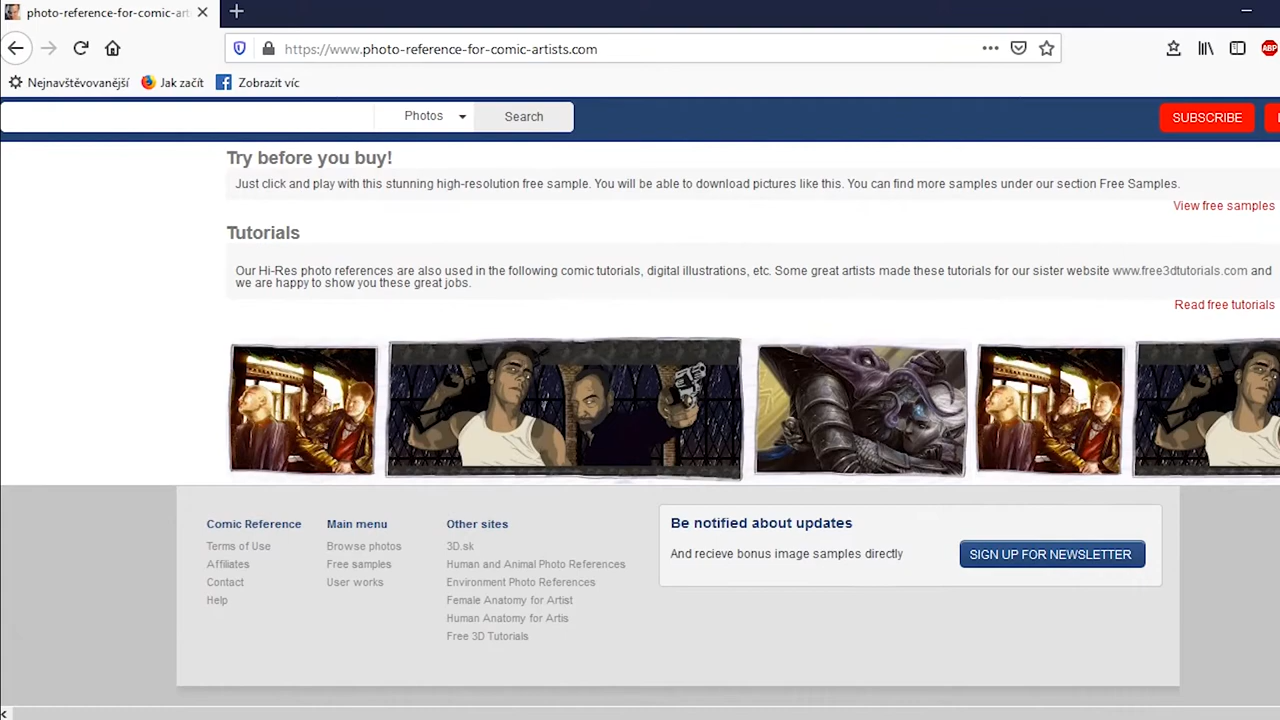 photo-reference-for-comic-art
https://www.photo-reference-for-comic-artists.com
ABP
Nejnavštěvovanější
Jak začít
Zobrazit víc
Photos
Search
SUBSCRIBE
Try before you buy!
Just click and play with this stunning high-resolution free sample. You will be able to download pictures like this. You can find more samples under our section Free Samples.
View free samples
Tutorials
Our Hi-Res photo references are also used in the following comic tutorials, digital illustrations, etc. Some great artists made these tutorials for our sister website www.free3dtutorials.com and
we are happy to show you these great jobs.
Read free tutorials
Comic Reference
Terms of Use
Affiliates
Contact
Help
Main menu
Browse photos
Free samples
User works
Other sites
3D.sk
Human and Animal Photo References
Environment Photo References
Female Anatomy for Artist
Human Anatomy for Artis
Free 3D Tutorials
Be notified about updates
And recieve bonus image samples directly
SIGN UP FOR NEWSLETTER